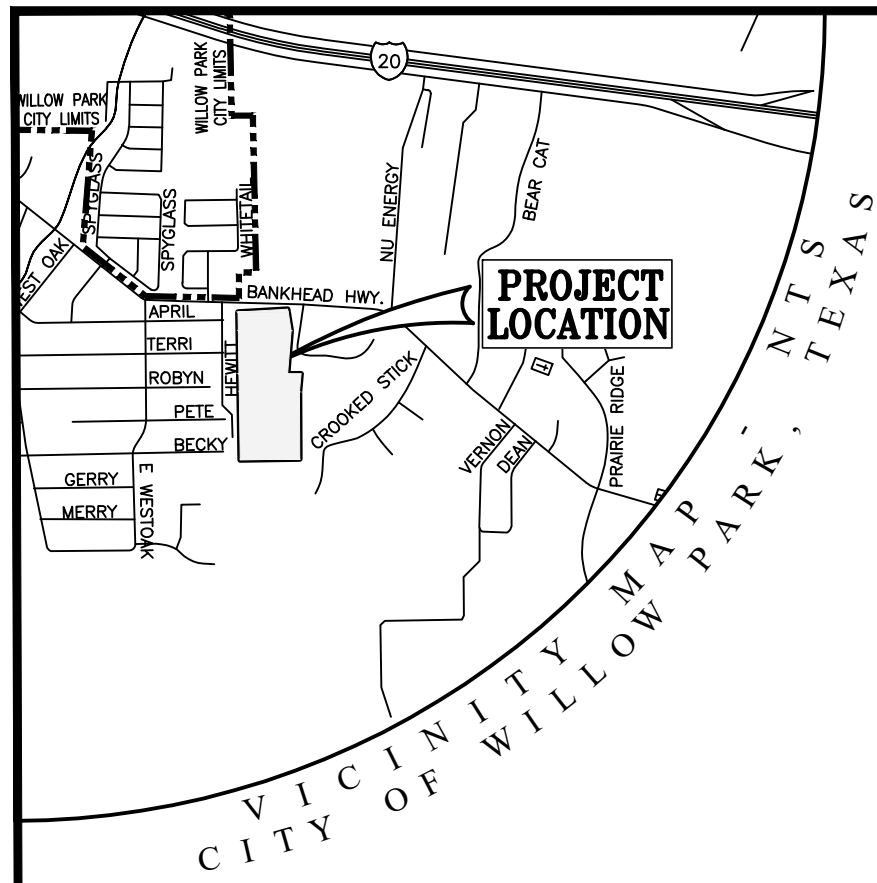 WILLOW PARK
CITY LIMITS
WILLOW PARK
CITY LIMITS
20
SPYGLASS
SPYGLASS
WHITETAIL
NU ENERGY
BEAR CAT
EST OAK
BANKHEAD HWY.
PROJECT
LOCATION
APRIL
TERRI
ROBYN
PETE
BECKY
HEWITT
GERRY
MERRY
E WESTOAK
CROOKED STICK
VERNON
DEAN
PRAIRIE RIDGE
VICINITY MAP - NTS
CITY OF WILLOW PARK, TEXAS